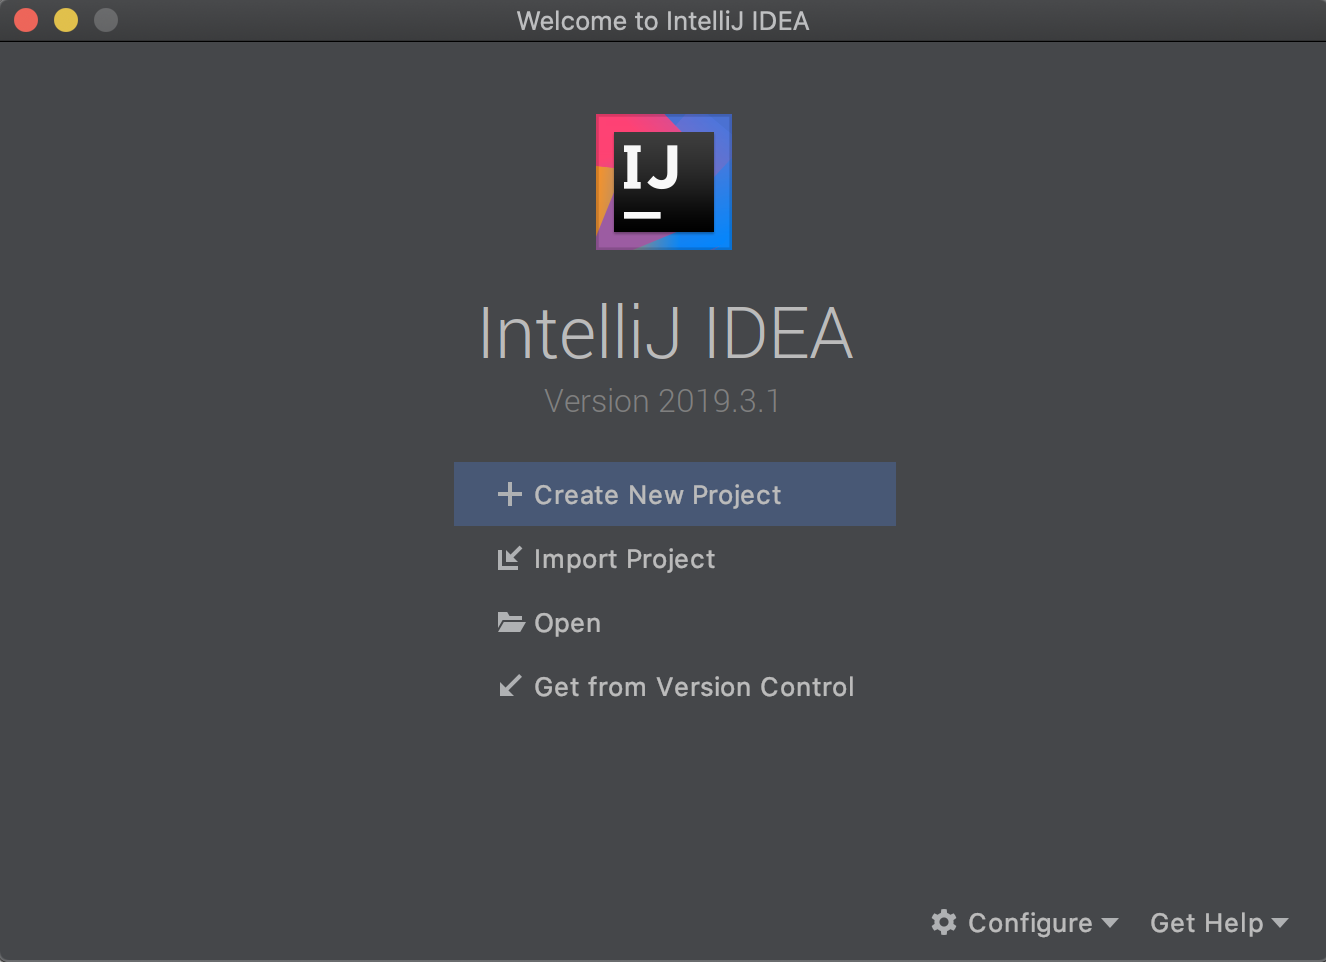 Welcome to IntelliJ IDEA
IJ
IntelliJ IDEA
Version 2019.3.1
Create New Project
Import Project
Open
Get from Version Control
Configure
Get Help